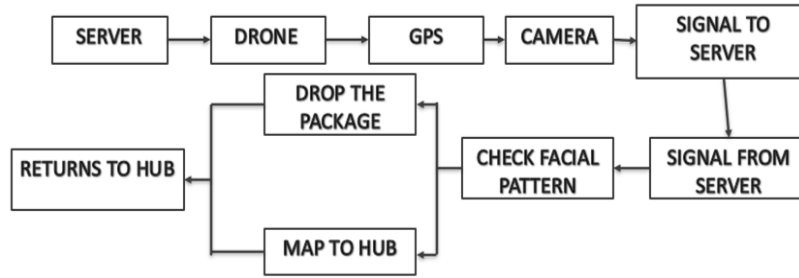 SERVER
DRONE
GPS
CAMERA
SIGNAL TO
SERVER
DROP THE
PACKAGE
RETURNS TO HUB
CHECK FACIAL
PATTERN
SIGNAL FROM
SERVER
MAP TO HUB